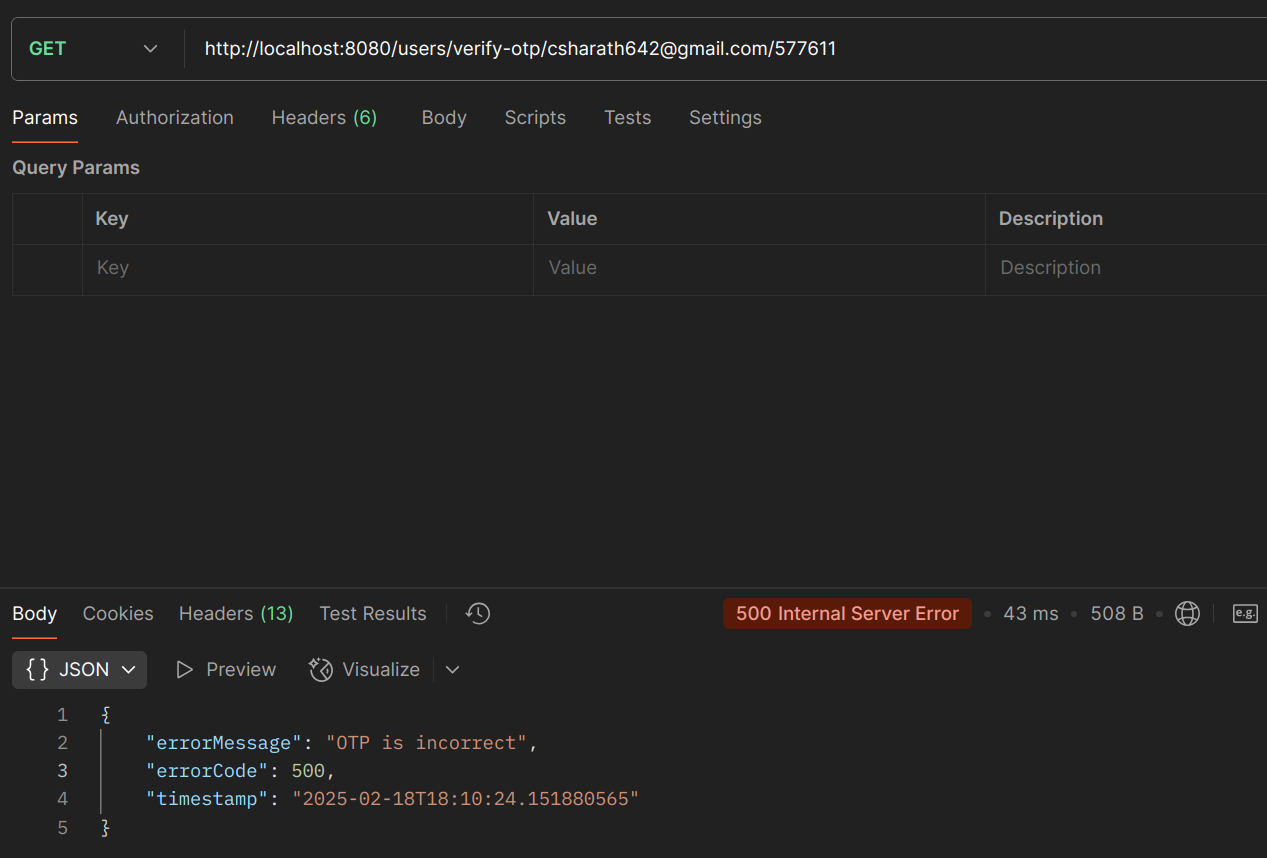 GET http://localhost:8080/users/verify-otp/csharath642@gmail.com/577611
Params Authorization Headers (6) Body Scripts Tests Settings
Query Params
Key Value Description
Key Value Description
Body Cookies Headers (13) Test Results 500 Internal Server Error • 43 ms • 508 B • e.g.
{} JSON Preview Visualize
1 {
2 "errorMessage": "OTP is incorrect",
3 "errorCode": 500,
4 "timestamp": "2025-02-18T18:10:24.151880565"
5 }